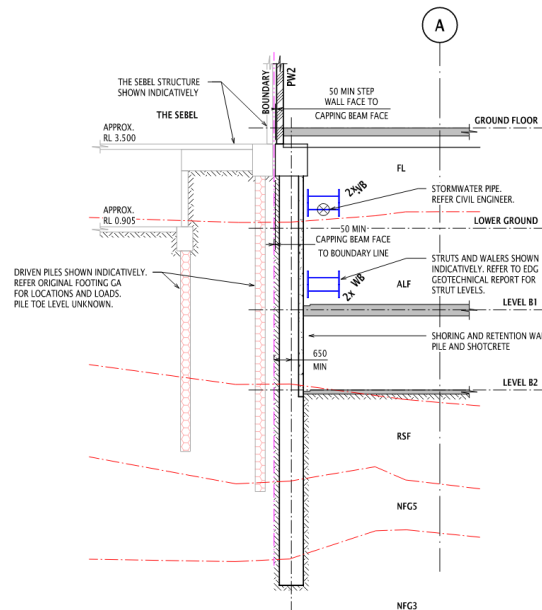 A
THE SEBEL STRUCTURE
SHOWN INDICATIVELY
THE SEBEL
BOUNDARY
PW2
50 MIN STEP
WALL FACE TO
CAPPING BEAM FACE
GROUND FLOOR
APPROX.
RL 3.500
FL
2x WB
STORMWATER PIPE.
REFER CIVIL ENGINEER.
APPROX.
RL 0.905
LOWER GROUND
50 MIN
CAPPING BEAM FACE
TO BOUNDARY LINE
DRIVEN PILES SHOWN INDICATIVELY.
REFER ORIGINAL FOOTING GA
FOR LOCATIONS AND LOADS.
PILE TOE LEVEL UNKNOWN.
STRUTS AND WALERS SHOWN
INDICATIVELY. REFER TO EDG
GEOTECHNICAL REPORT FOR
STRUT LEVELS.
2x WB
ALF
LEVEL B1
SHORING AND RETENTION WA
PILE AND SHOTCRETE
650
MIN
LEVEL B2
RSF
NFG5
NFG3